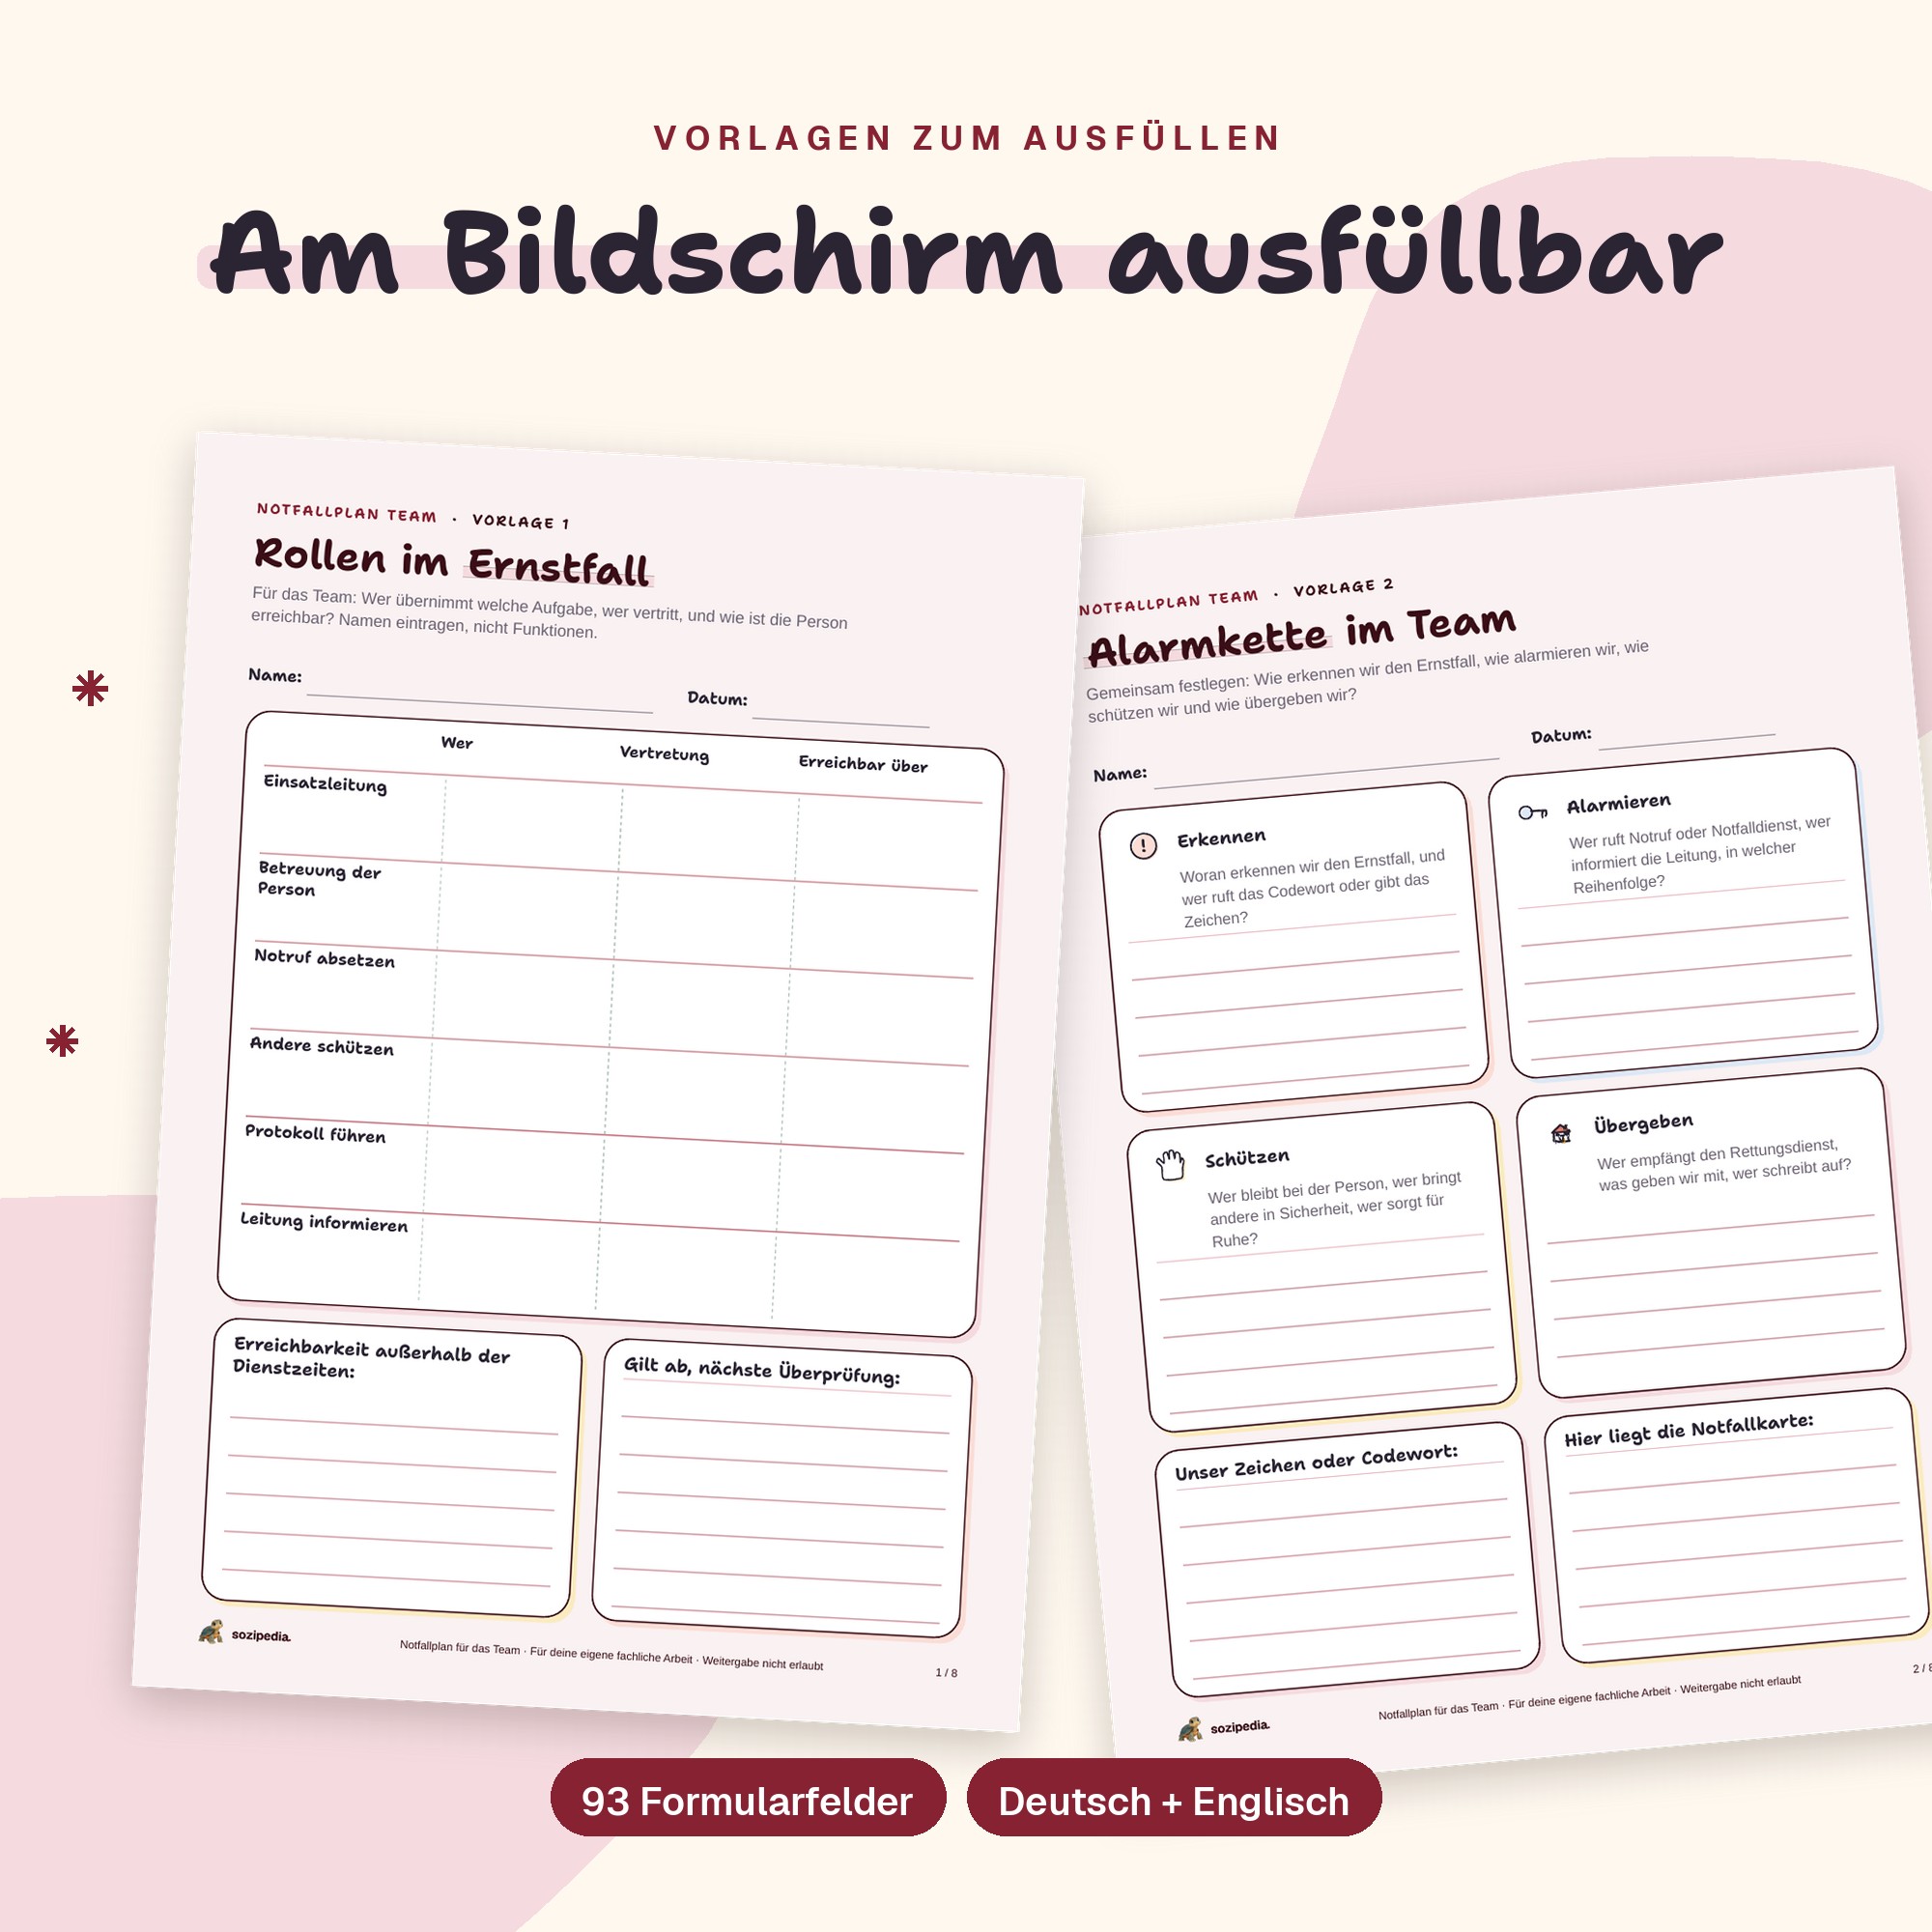 VORLAGEN ZUM AUSFÜLLEN
Am Bildschirm ausfüllbar
NOTFALLPLAN TEAM · VORLAGE 1
Rollen im Ernstfall
Für das Team: Wer übernimmt welche Aufgabe, wer vertritt, und wie ist die Person
erreichbar? Namen eintragen, nicht Funktionen.
Name:
Datum:
Wer
Vertretung
Erreichbar über
Einsatzleitung
Betreuung der
Person
Notruf absetzen
Andere schützen
Protokoll führen
Leitung informieren
Erreichbarkeit außerhalb der
Dienstzeiten:
Gilt ab, nächste Überprüfung:
sozipedia.
Notfallplan für das Team · Für deine eigene fachliche Arbeit · Weitergabe nicht erlaubt
1 / 8
NOTFALLPLAN TEAM · VORLAGE 2
Alarmkette im Team
Gemeinsam festlegen: Wie erkennen wir den Ernstfall, wie alarmieren wir, wie
schützen wir und wie übergeben wir?
Name:
Datum:
Erkennen
Woran erkennen wir den Ernstfall, und
wer ruft das Codewort oder gibt das
Zeichen?
Alarmieren
Wer ruft Notruf oder Notfalldienst, wer
informiert die Leitung, in welcher
Reihenfolge?
Schützen
Wer bleibt bei der Person, wer bringt
andere in Sicherheit, wer sorgt für
Ruhe?
Übergeben
Wer empfängt den Rettungsdienst,
was geben wir mit, wer schreibt auf?
Unser Zeichen oder Codewort:
Hier liegt die Notfallkarte:
sozipedia.
Notfallplan für das Team · Für deine eigene fachliche Arbeit · Weitergabe nicht erlaubt
2 / 8
93 Formularfelder
Deutsch + Englisch